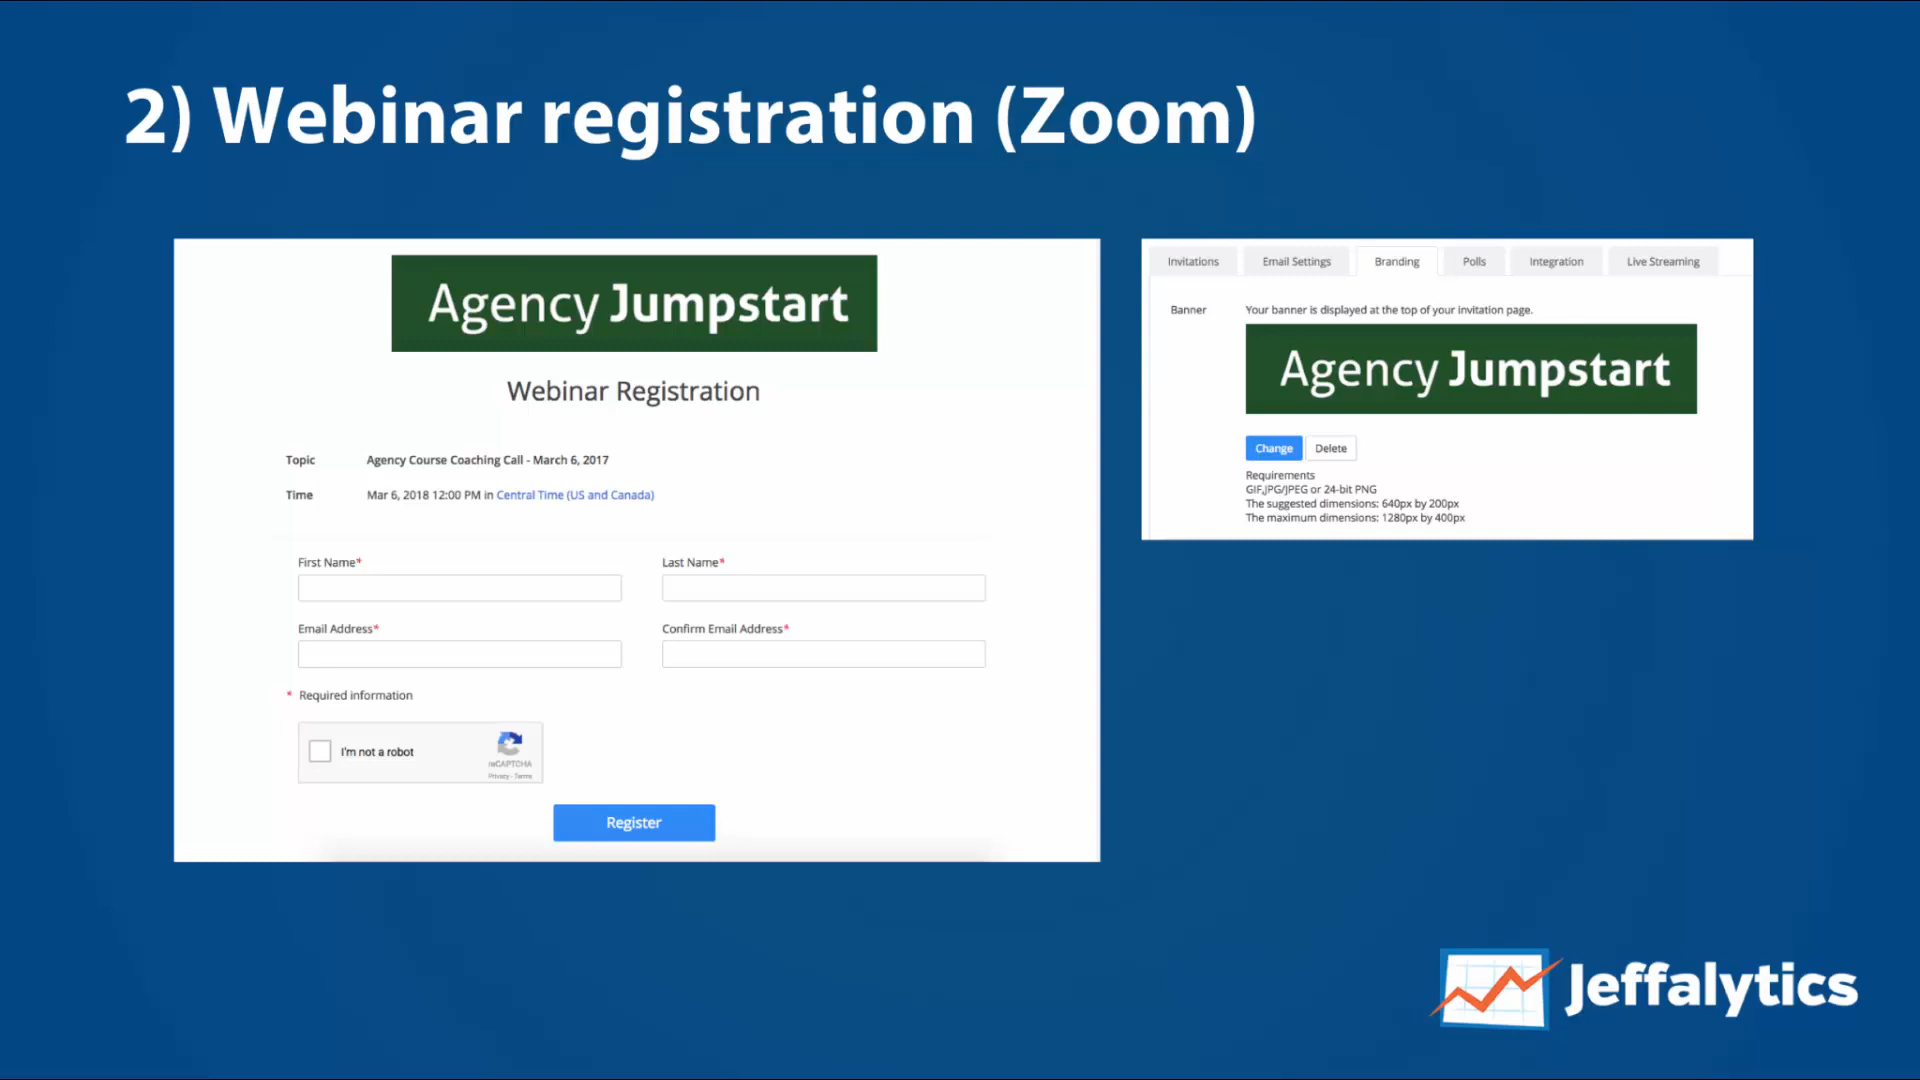 2) Webinar registration (Zoom)
Agency Jumpstart
Webinar Registration
Topic Agency Course Coaching Call - March 6, 2017
Time Mar 6, 2018 12:00 PM in Central Time (US and Canada)
First Name* Last Name*
Email Address* Confirm Email Address*
* Required information
I'm not a robot
reCAPTCHA
Privacy - Terms
Register
Invitations Email Settings Branding Polls Integration Live Streaming
Banner Your banner is displayed at the top of your invitation page.
Agency Jumpstart
Change Delete
Requirements
GIF,JPG/JPEG or 24-bit PNG
The suggested dimensions: 640px by 200px
The maximum dimensions: 1280px by 400px
Jeffalytics